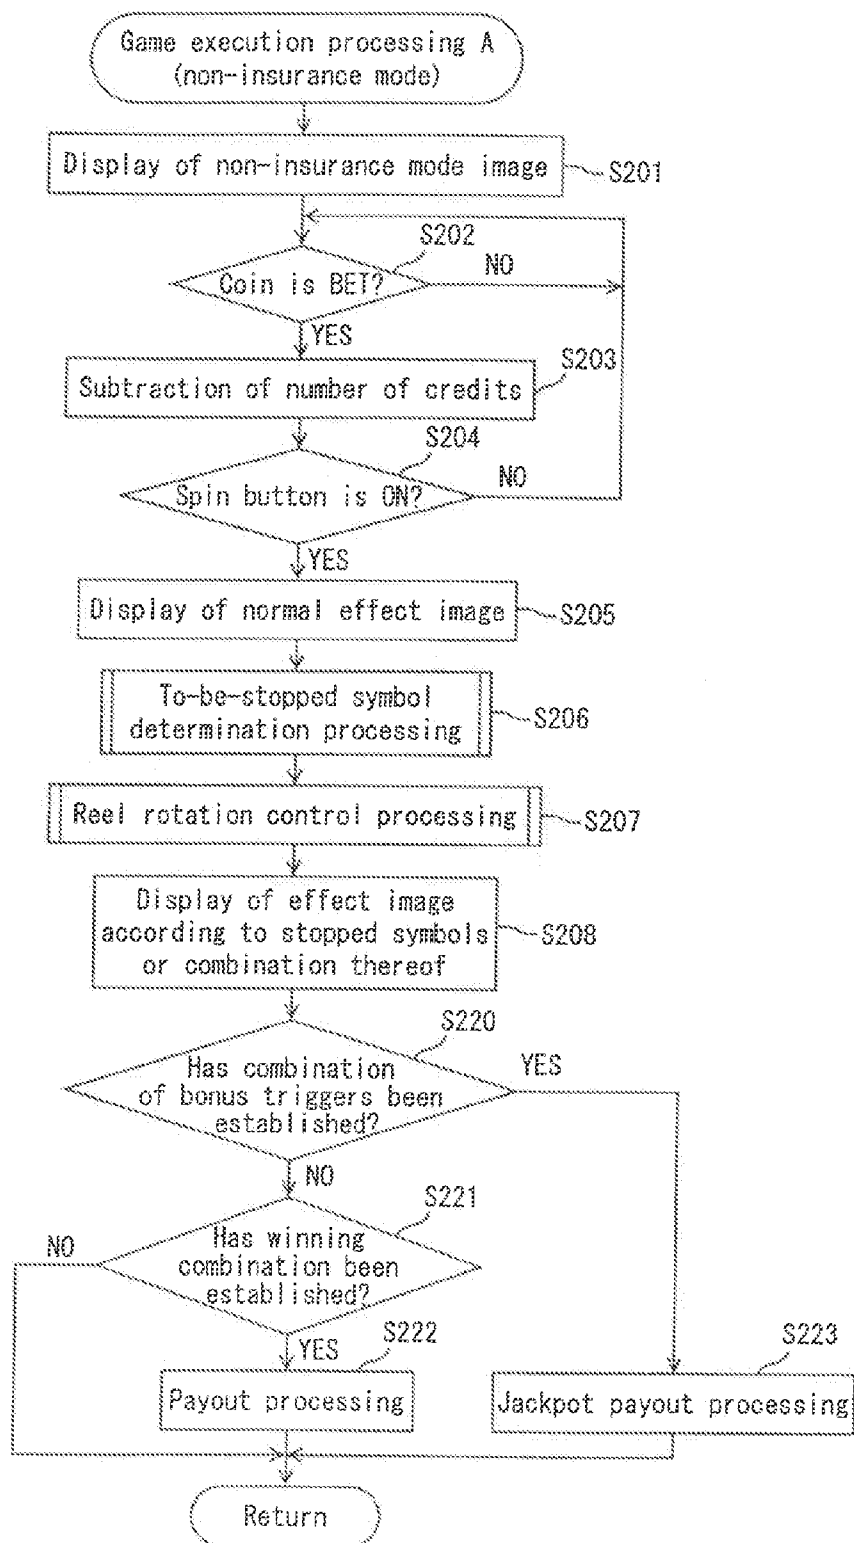 Game execution processing A
(non-insurance mode)
Display of non-insurance mode image
S201
S202
Coin is BET?
NO
YES
S203
Subtraction of number of credits
S204
Spin button is ON?
NO
YES
Display of normal effect image
S205
To-be-stopped symbol
determination processing
S206
Reel rotation control processing
S207
Display of effect image
according to stopped symbols
or combination thereof
S208
S220
Has combination
of bonus triggers been
established?
YES
NO
S221
Has winning
combination been
established?
NO
YES
S222
Payout processing
S223
Jackpot payout processing
Return